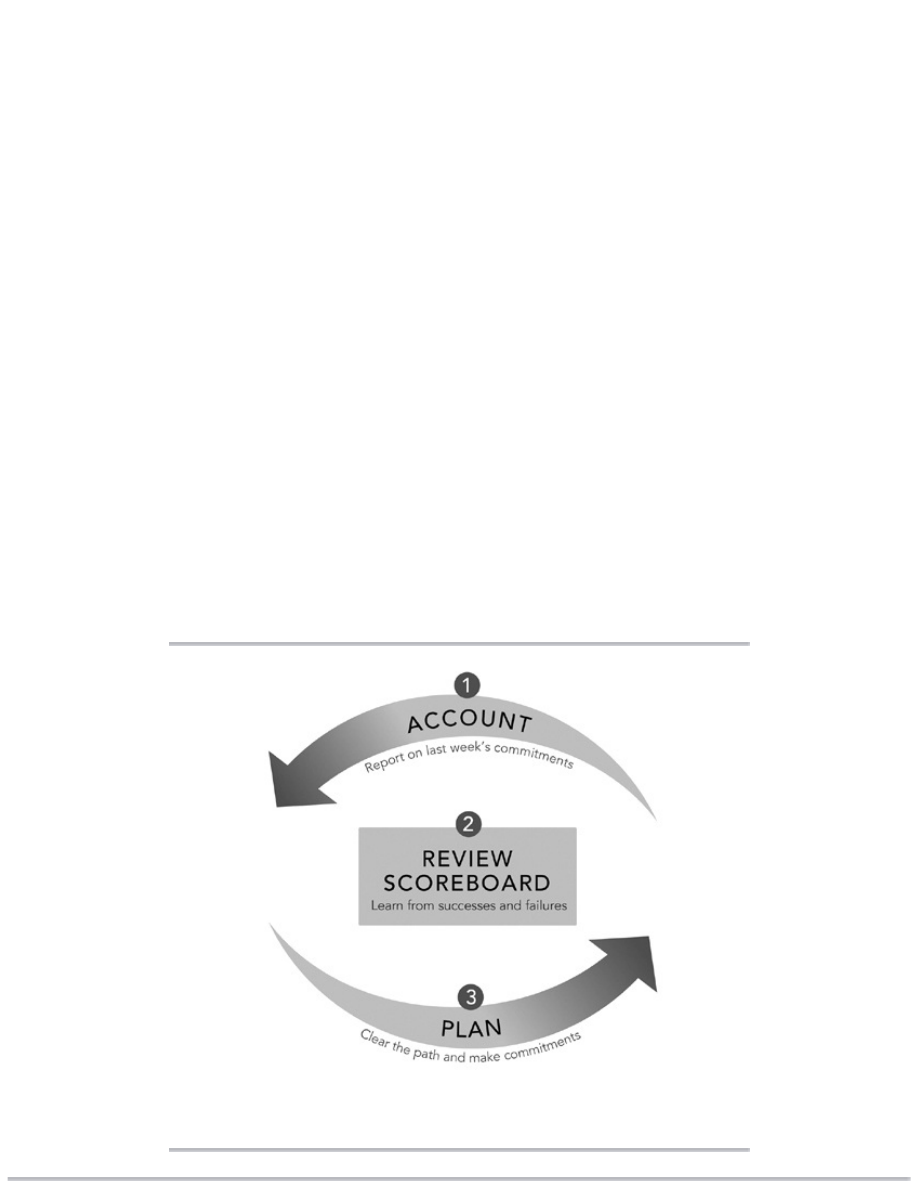 1
ACCOUNT
Report on last week's commitments
2
REVIEW
SCOREBOARD
Learn from successes and failures
3
PLAN
Clear the path and make commitments